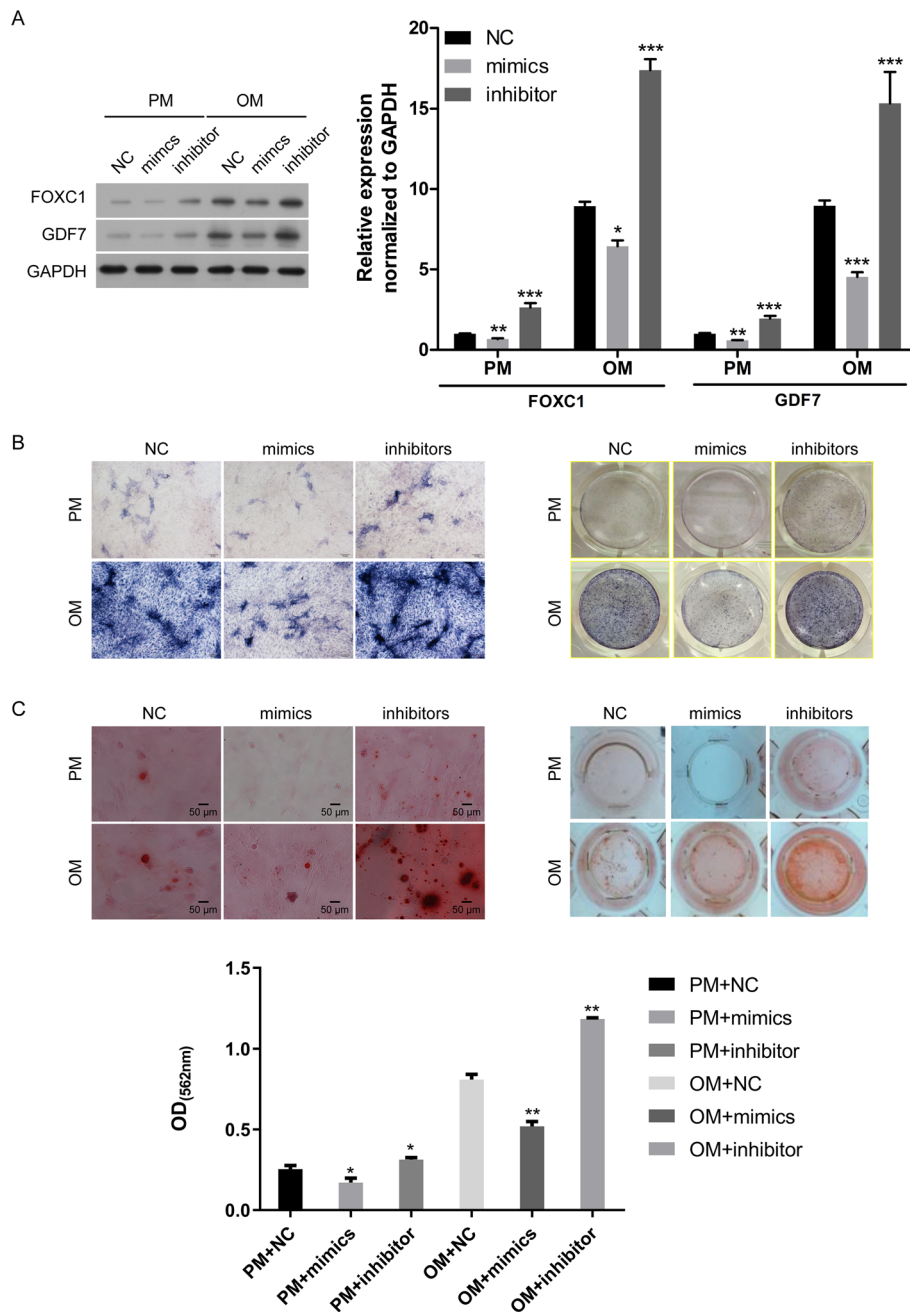 A
PM OM
NC mimcs inhibitor NC mimcs inhibitor
FOXC1
GDF7
GAPDH
NC
mimics
inhibitor
Relative expression
normalized to GAPDH
20
15
10
5
0
** *** * *** ** *** *** ***
PM OM PM OM
FOXC1 GDF7
B
NC mimics inhibitors
PM
OM
NC mimics inhibitors
PM
OM
C
NC mimics inhibitors
PM
50 μm 50 μm 50 μm
OM
50 μm 50 μm 50 μm
NC mimics inhibitors
PM
OM
OD(562nm)
1.5
1.0
0.5
0.0
* * ** **
PM+NC
PM+mimics
PM+inhibitor
OM+NC
OM+mimics
OM+inhibitor
PM+NC
PM+mimics
PM+inhibitor
OM+NC
OM+mimics
OM+inhibitor